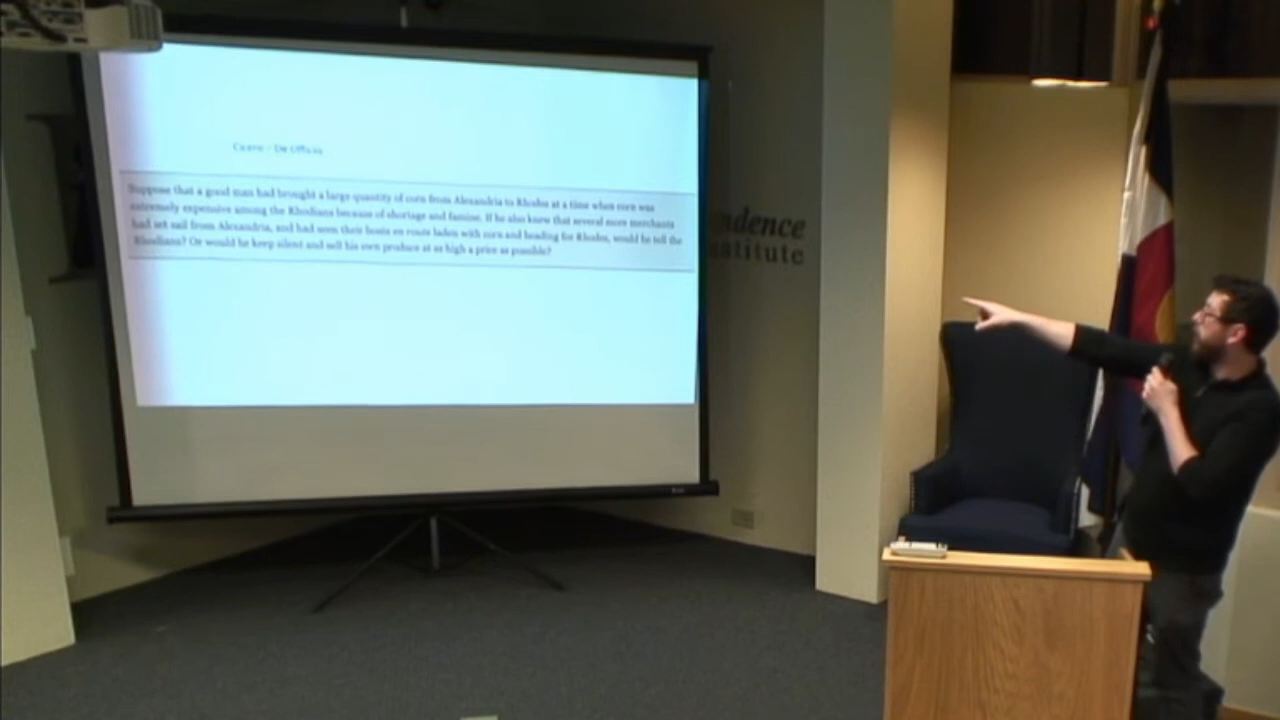 Cicero - De Officiis
Suppose that a good man had brought a large quantity of corn from Alexandria to Rhodes at a time when corn was
extremely expensive among the Rhodians because of shortage and famine. If he also knew that several more merchants
had set sail from Alexandria, and had seen their boats en route laden with corn and heading for Rhodes, would he tell the
Rhodians? Or would he keep silent and sell his own produce at as high a price as possible?
ndence
stitute